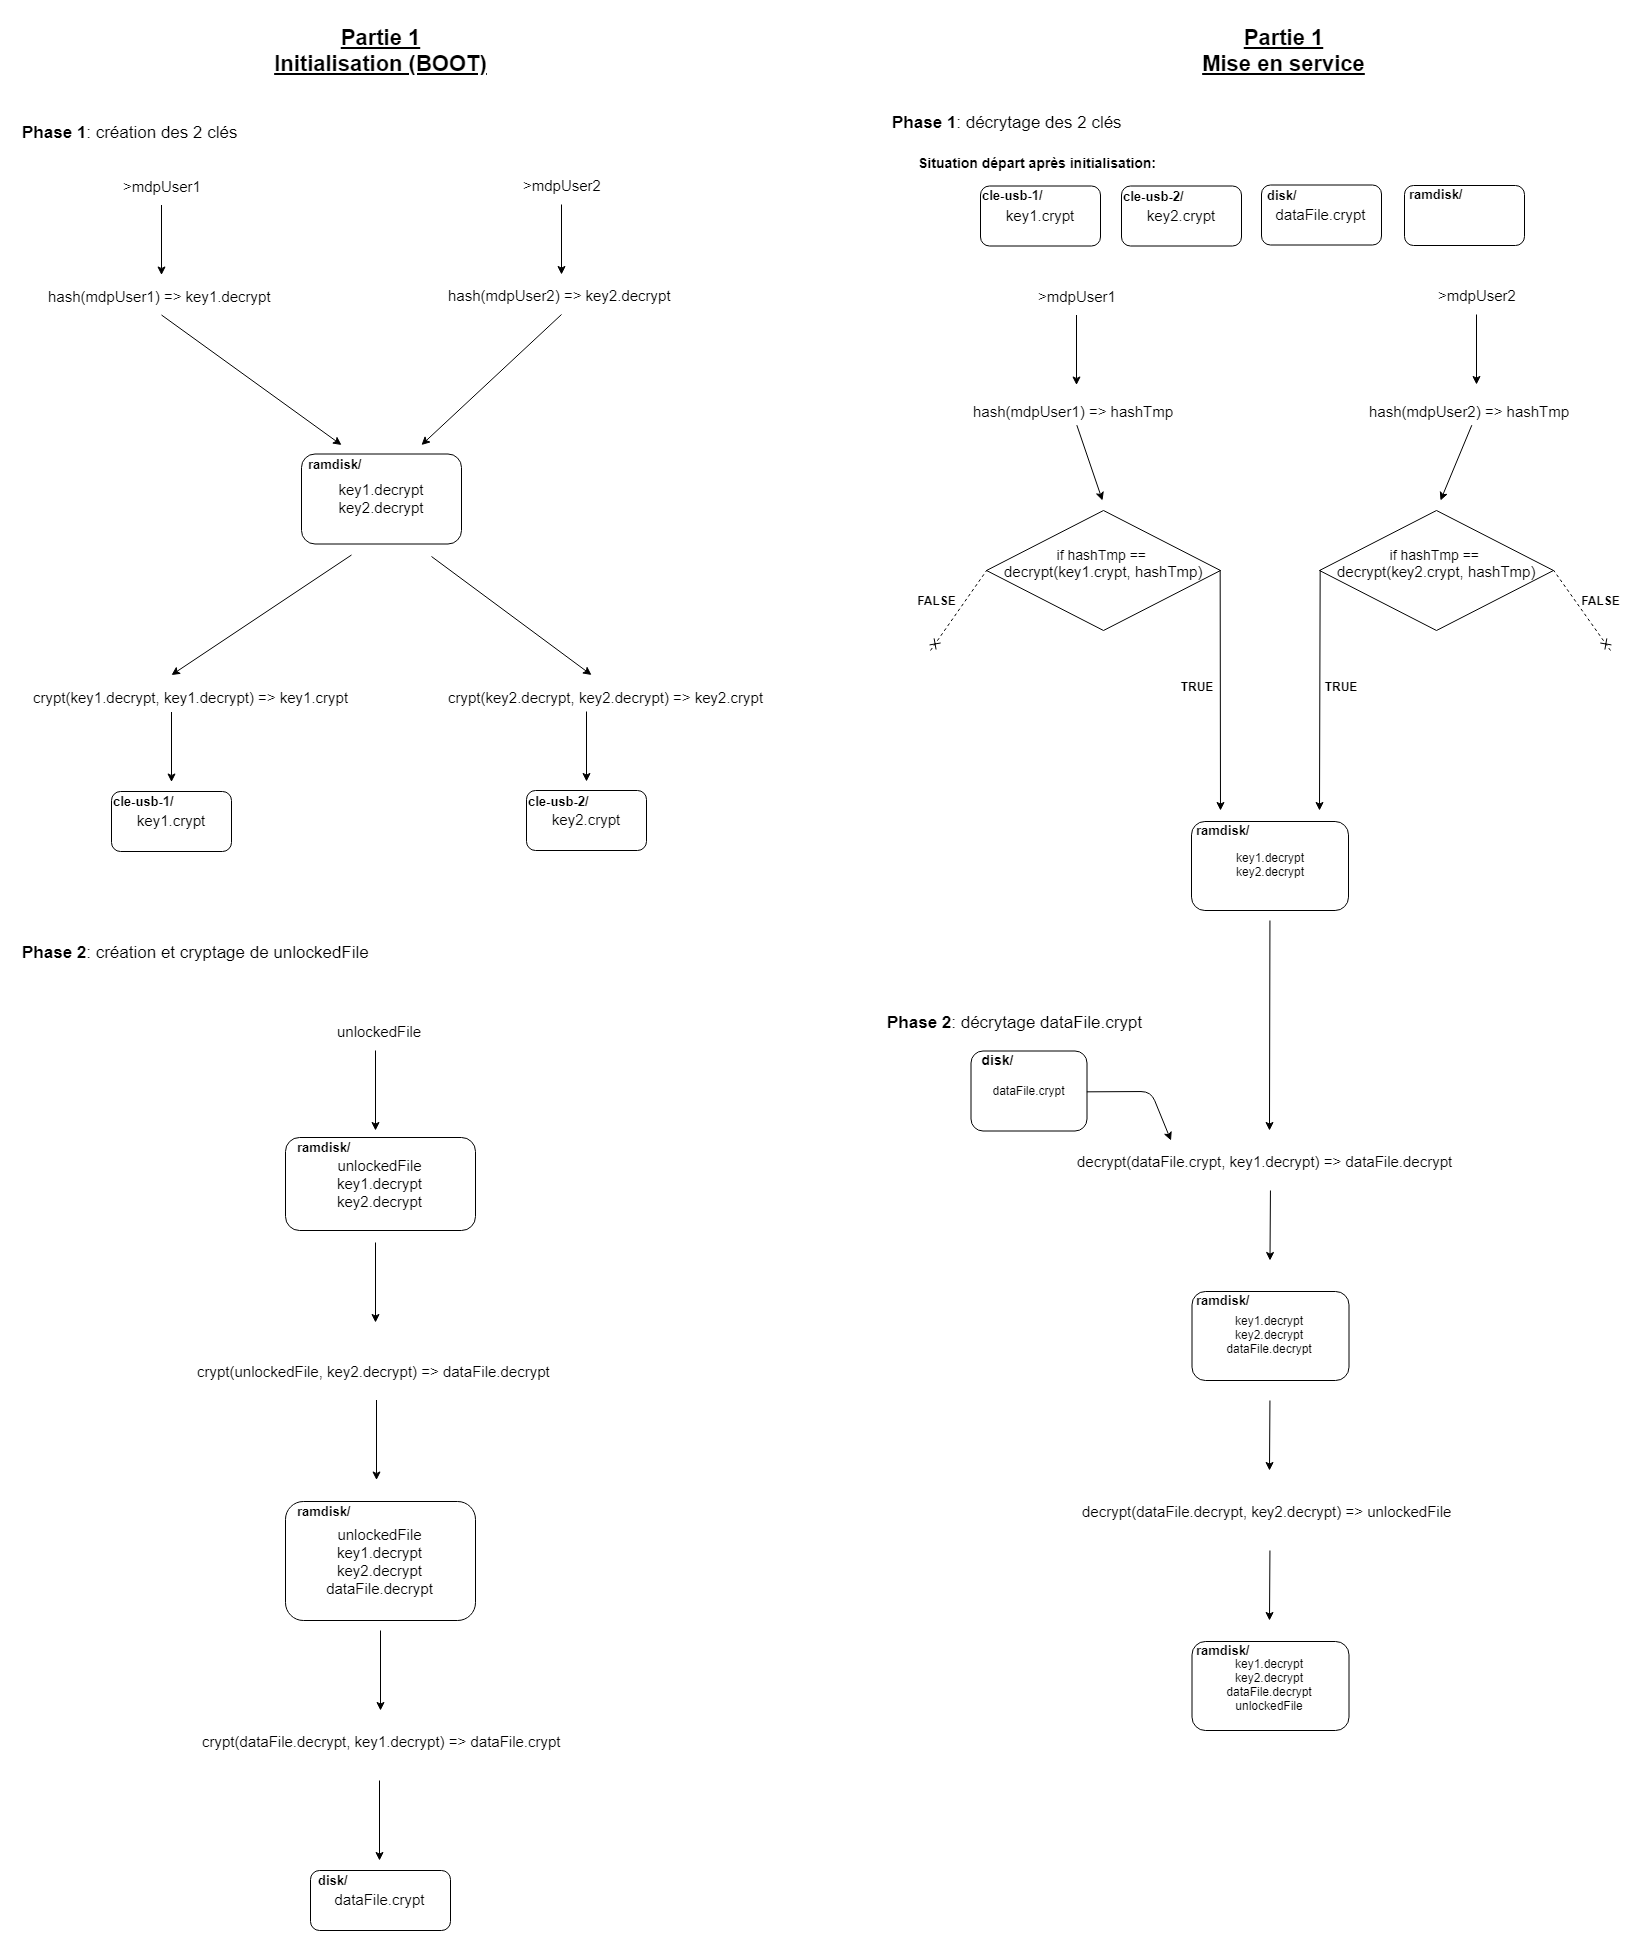 Partie 1
Initialisation (BOOT)
Phase 1: création des 2 clés
>mdpUser1
>mdpUser2
hash(mdpUser1) => key1.decrypt
hash(mdpUser2) => key2.decrypt
ramdisk/
key1.decrypt
key2.decrypt
crypt(key1.decrypt, key1.decrypt) => key1.crypt
crypt(key2.decrypt, key2.decrypt) => key2.crypt
cle-usb-1/
key1.crypt
cle-usb-2/
key2.crypt
Phase 2: création et cryptage de unlockedFile
unlockedFile
ramdisk/
unlockedFile
key1.decrypt
key2.decrypt
crypt(unlockedFile, key2.decrypt) => dataFile.decrypt
ramdisk/
unlockedFile
key1.decrypt
key2.decrypt
dataFile.decrypt
crypt(dataFile.decrypt, key1.decrypt) => dataFile.crypt
disk/
dataFile.crypt
Partie 1
Mise en service
Phase 1: décrytage des 2 clés
Situation départ après initialisation:
cle-usb-1/
key1.crypt
cle-usb-2/
key2.crypt
disk/
dataFile.crypt
ramdisk/
>mdpUser1
>mdpUser2
hash(mdpUser1) => hashTmp
hash(mdpUser2) => hashTmp
if hashTmp ==
decrypt(key1.crypt, hashTmp)
if hashTmp ==
decrypt(key2.crypt, hashTmp)
FALSE
FALSE
TRUE
TRUE
ramdisk/
key1.decrypt
key2.decrypt
Phase 2: décrytage dataFile.crypt
disk/
dataFile.crypt
decrypt(dataFile.crypt, key1.decrypt) => dataFile.decrypt
ramdisk/
key1.decrypt
key2.decrypt
dataFile.decrypt
decrypt(dataFile.decrypt, key2.decrypt) => unlockedFile
ramdisk/
key1.decrypt
key2.decrypt
dataFile.decrypt
unlockedFile